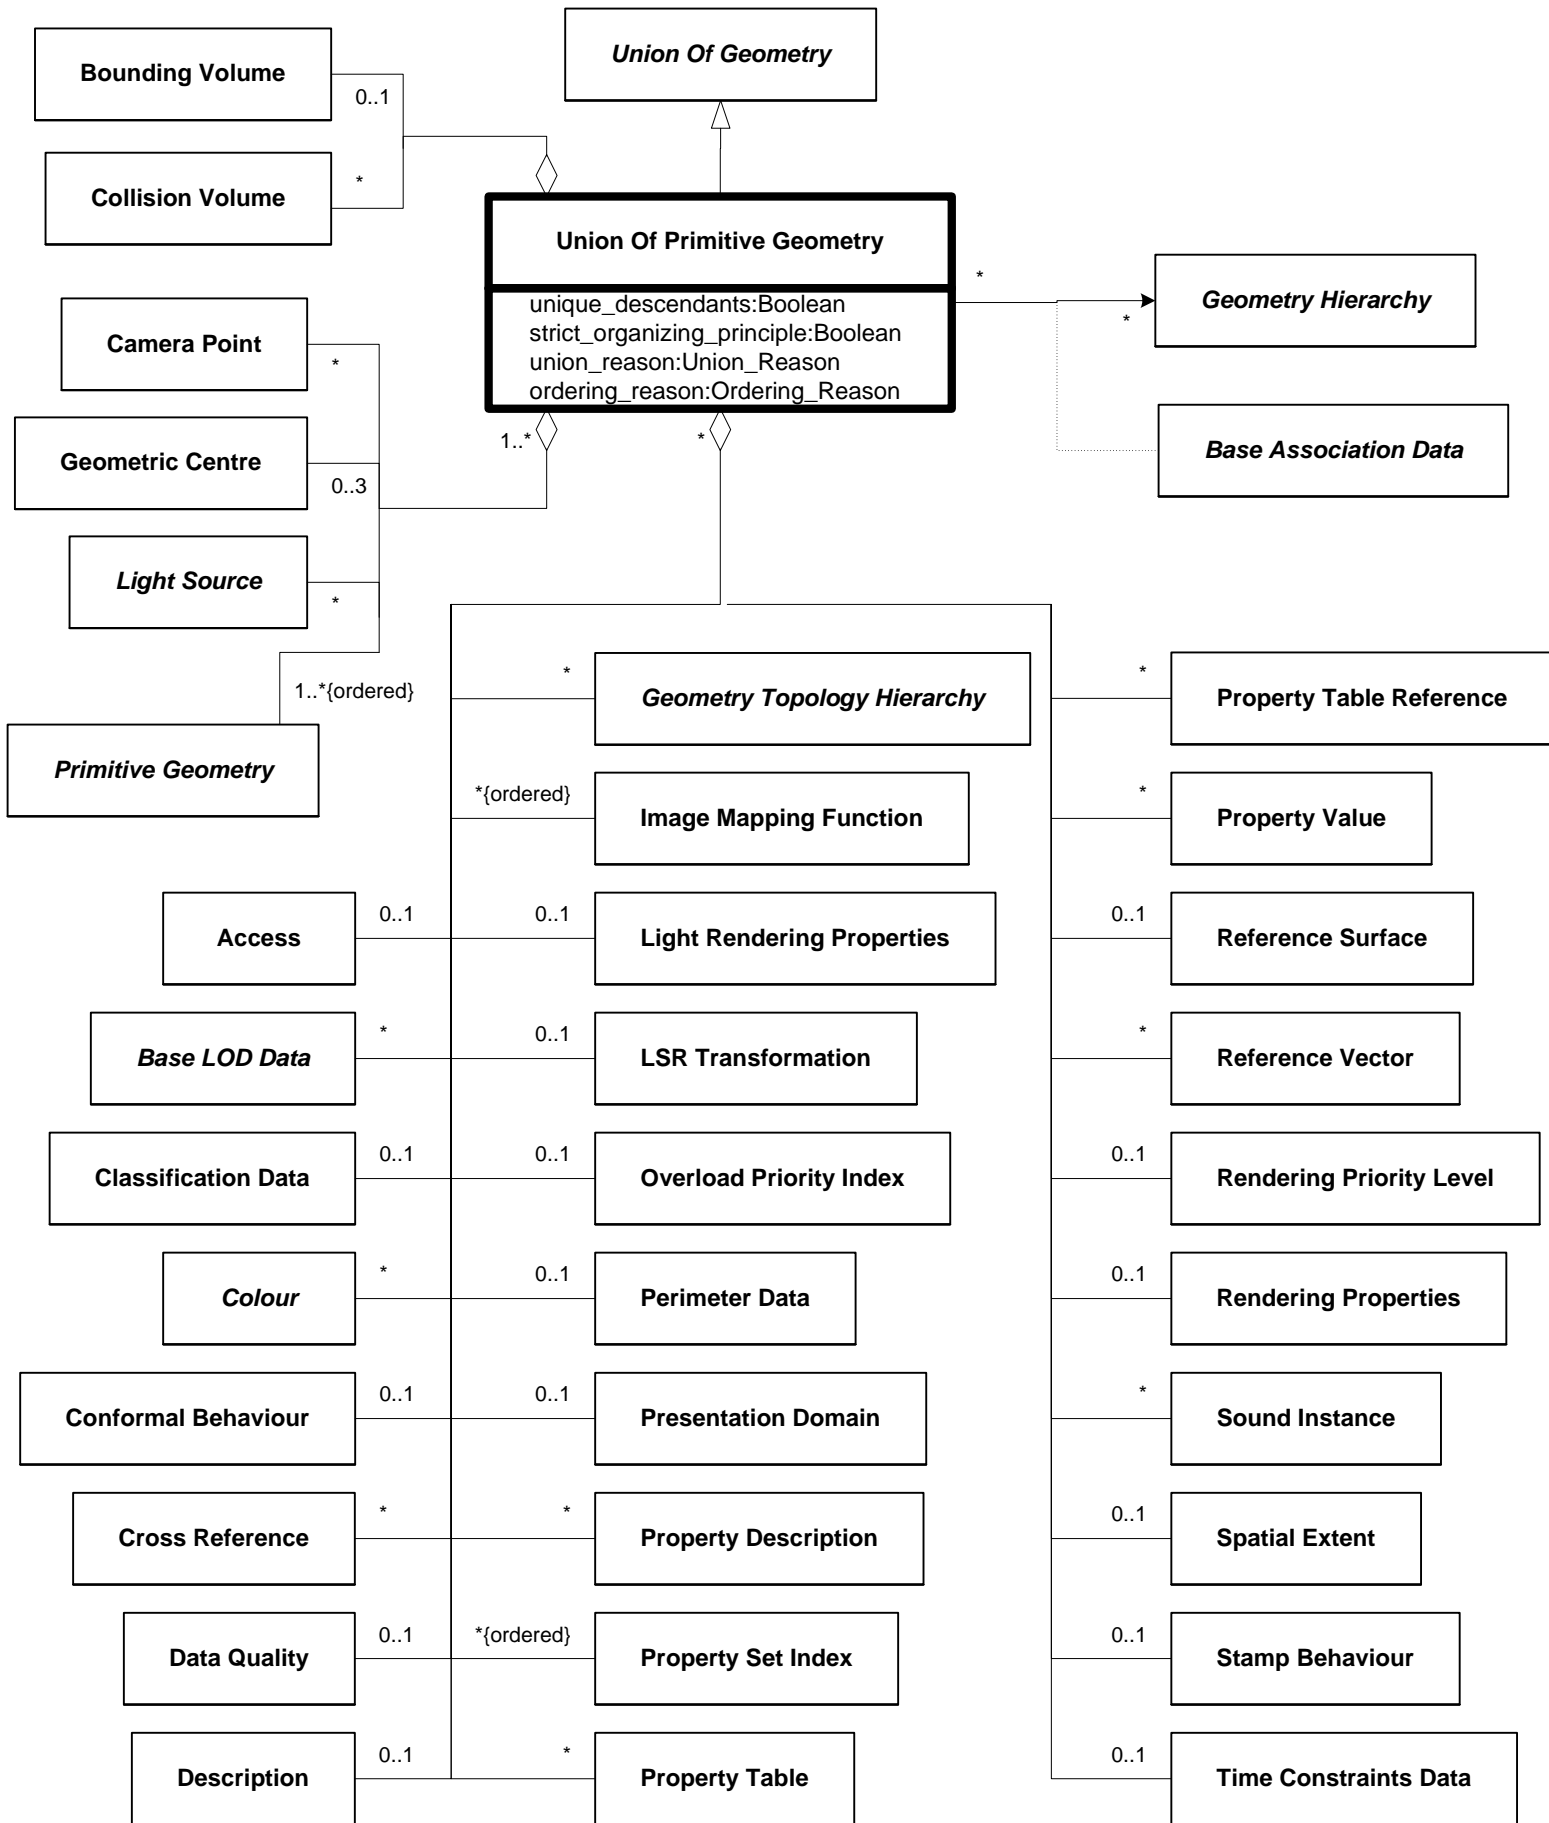 Union Of Geometry
Bounding Volume
0..1
Collision Volume
*
Union Of Primitive Geometry
unique_descendants:Boolean
strict_organizing_principle:Boolean
union_reason:Union_Reason
ordering_reason:Ordering_Reason
*
*
Geometry Hierarchy
Base Association Data
Camera Point
*
1..*
*
Geometric Centre
0..3
Light Source
*
1..*{ordered}
Primitive Geometry
*
Geometry Topology Hierarchy
*
Property Table Reference
*{ordered}
Image Mapping Function
*
Property Value
Access
0..1
0..1
Light Rendering Properties
0..1
Reference Surface
Base LOD Data
*
0..1
LSR Transformation
*
Reference Vector
Classification Data
0..1
0..1
Overload Priority Index
0..1
Rendering Priority Level
Colour
*
0..1
Perimeter Data
0..1
Rendering Properties
Conformal Behaviour
0..1
0..1
Presentation Domain
*
Sound Instance
Cross Reference
*
*
Property Description
0..1
Spatial Extent
Data Quality
0..1
*{ordered}
Property Set Index
0..1
Stamp Behaviour
Description
0..1
*
Property Table
0..1
Time Constraints Data